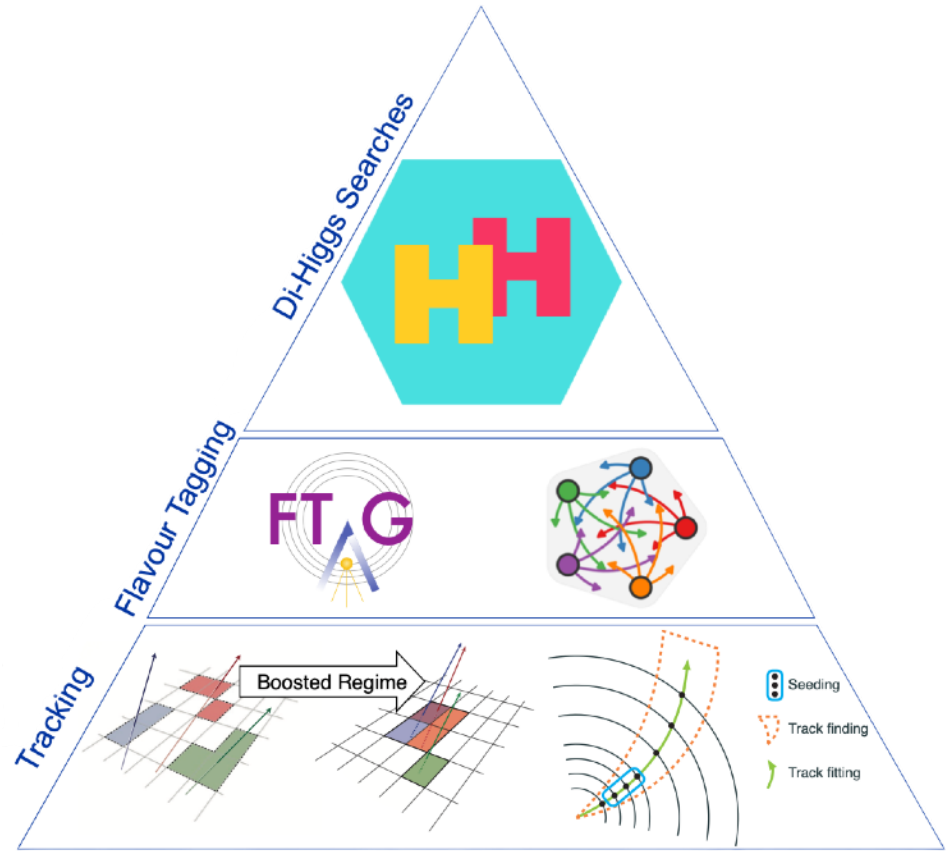 Di-Higgs Searches
HH
Flavour Tagging
FTAG
Tracking
Boosted Regime
Seeding
Track finding
Track fitting